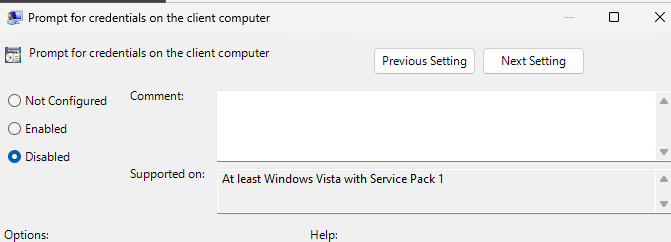 Prompt for credentials on the client computer
Prompt for credentials on the client computer
Previous Setting
Next Setting
Not Configured
Comment:
Enabled
Disabled
Supported on:
At least Windows Vista with Service Pack 1
Options:
Help: